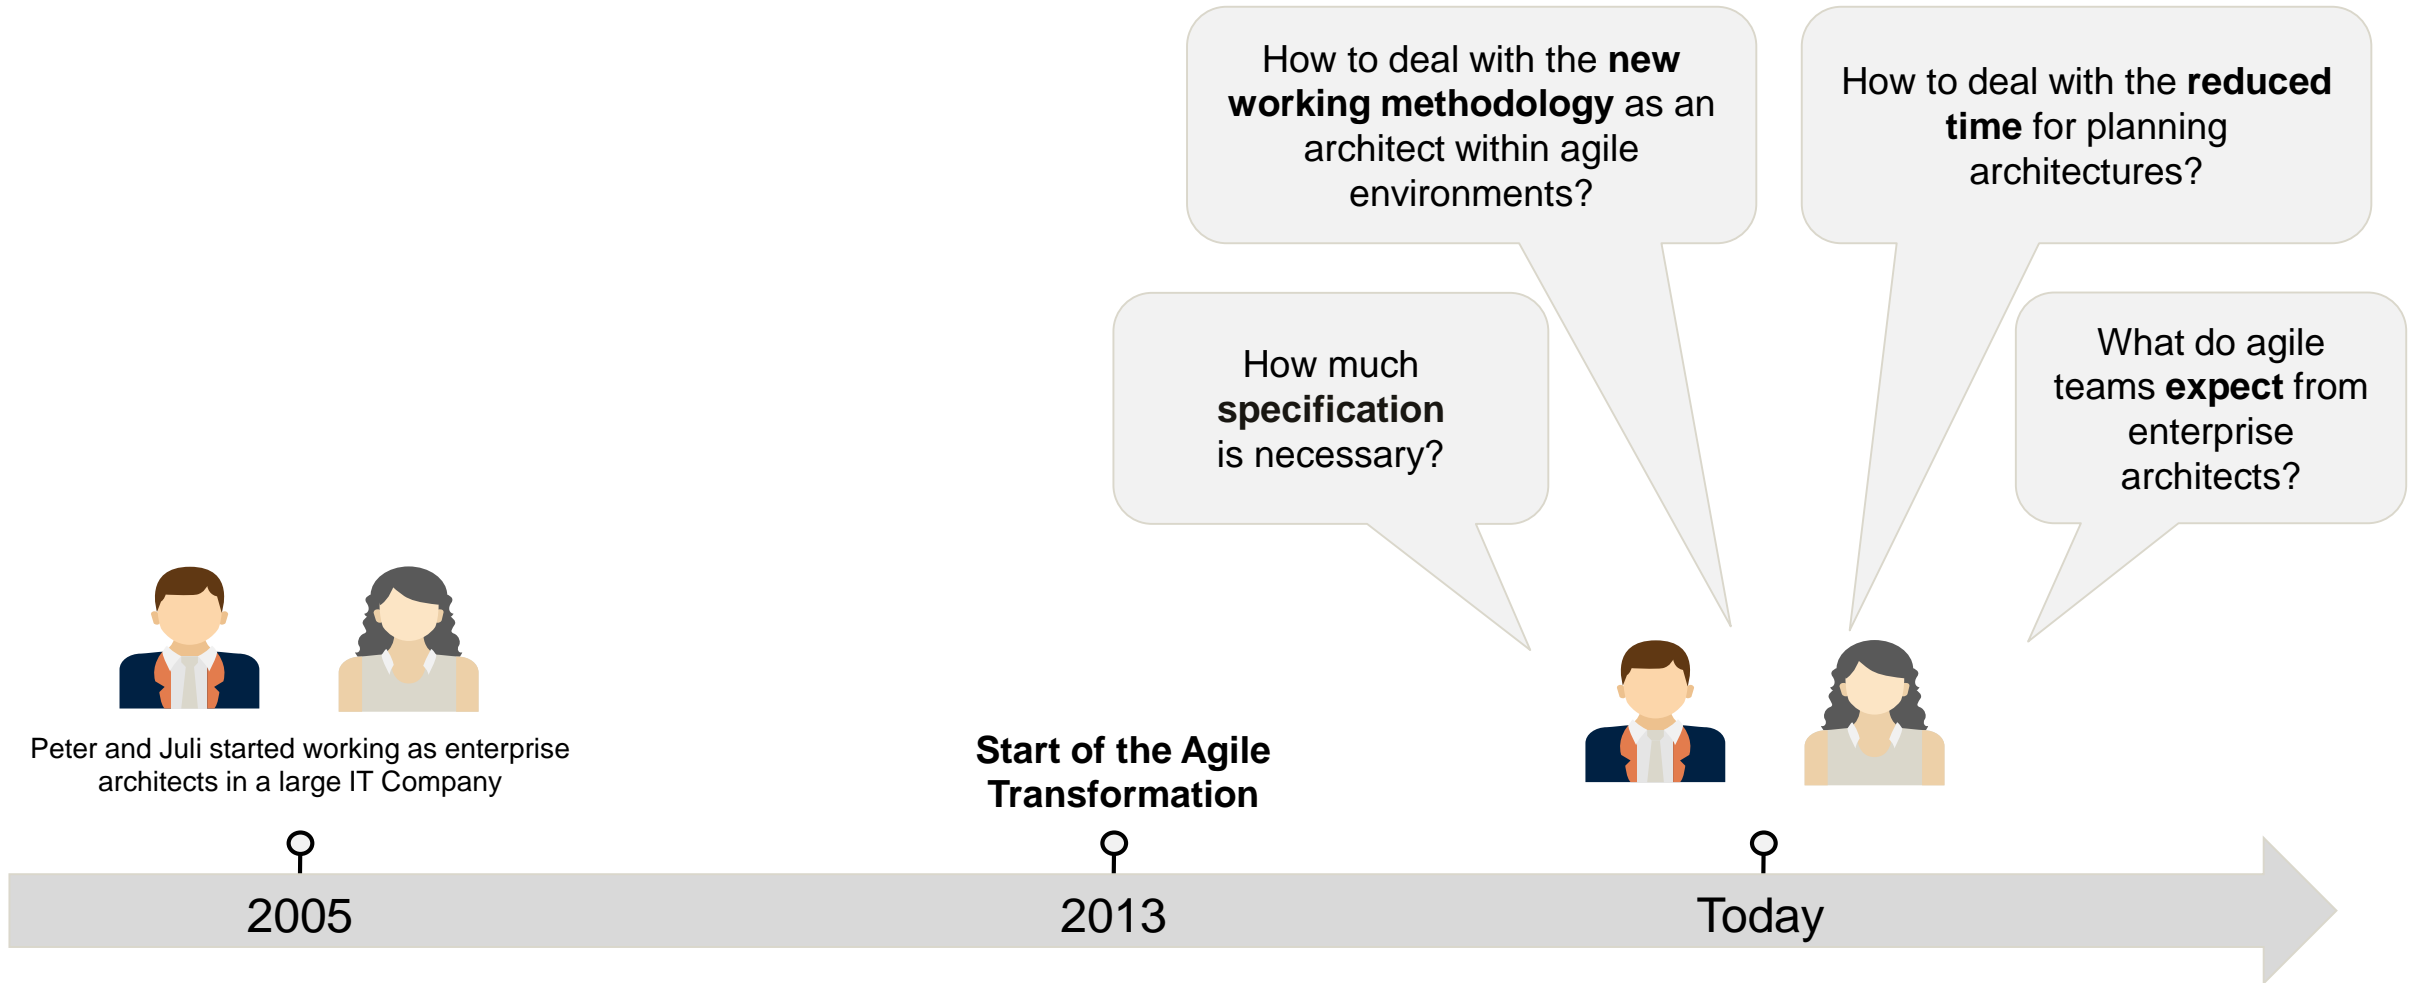 How to deal with the new
working methodology as an
architect within agile
environments?
How to deal with the reduced
time for planning
architectures?
How much
specification
is necessary?
What do agile
teams expect from
enterprise
architects?
Peter and Juli started working as enterprise
architects in a large IT Company
Start of the Agile
Transformation
2005
2013
Today